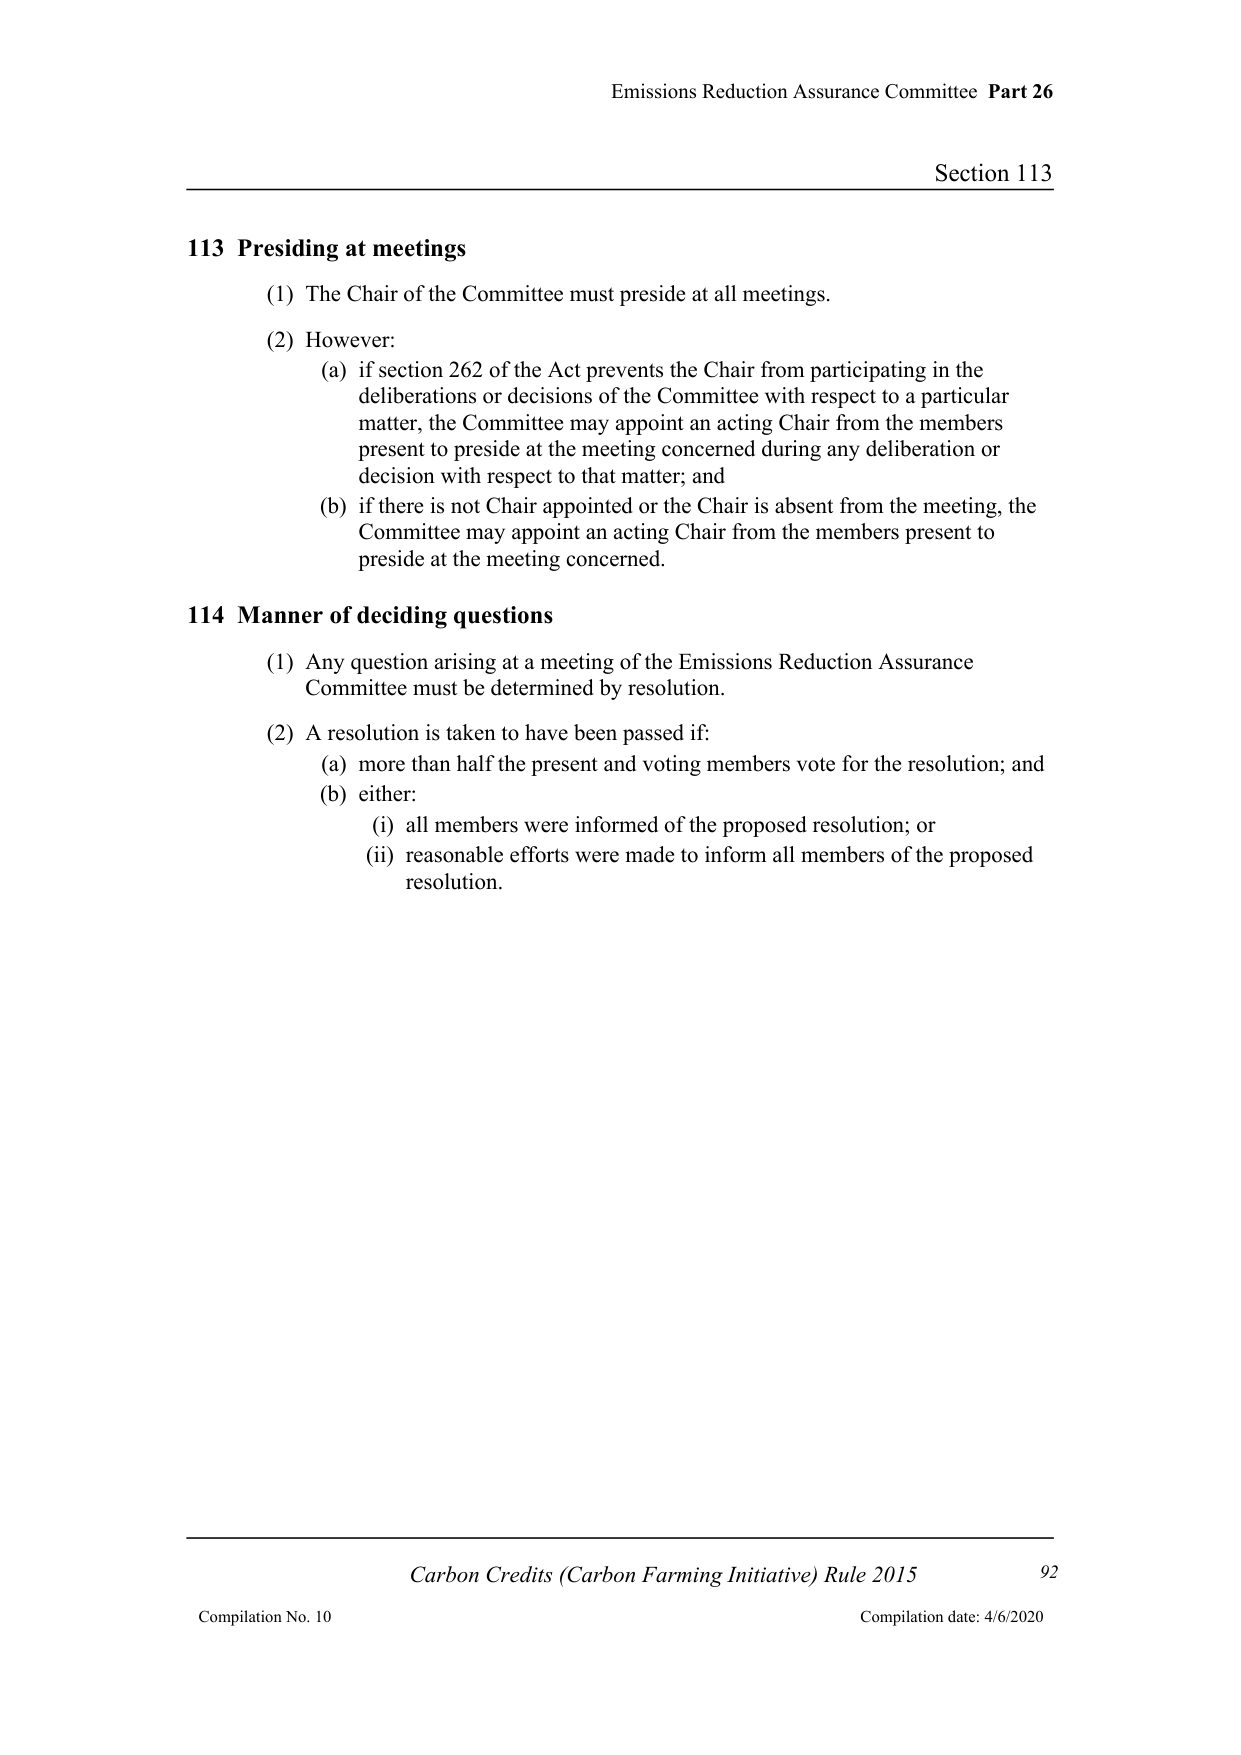 Emissions Reduction Assurance Committee  Part 26
Section 113
113  Presiding at meetings
(1)  The Chair of the Committee must preside at all meetings.
(2)  However:
(a)  if section 262 of the Act prevents the Chair from participating in the
deliberations or decisions of the Committee with respect to a particular
matter, the Committee may appoint an acting Chair from the members
present to preside at the meeting concerned during any deliberation or
decision with respect to that matter; and
(b)  if there is not Chair appointed or the Chair is absent from the meeting, the
Committee may appoint an acting Chair from the members present to
preside at the meeting concerned.
114  Manner of deciding questions
(1)  Any question arising at a meeting of the Emissions Reduction Assurance
Committee must be determined by resolution.
(2)  A resolution is taken to have been passed if:
(a)  more than half the present and voting members vote for the resolution; and
(b)  either:
(i)  all members were informed of the proposed resolution; or
(ii)  reasonable efforts were made to inform all members of the proposed
resolution.
Carbon Credits (Carbon Farming Initiative) Rule 2015  92
Compilation No. 10  Compilation date: 4/6/2020